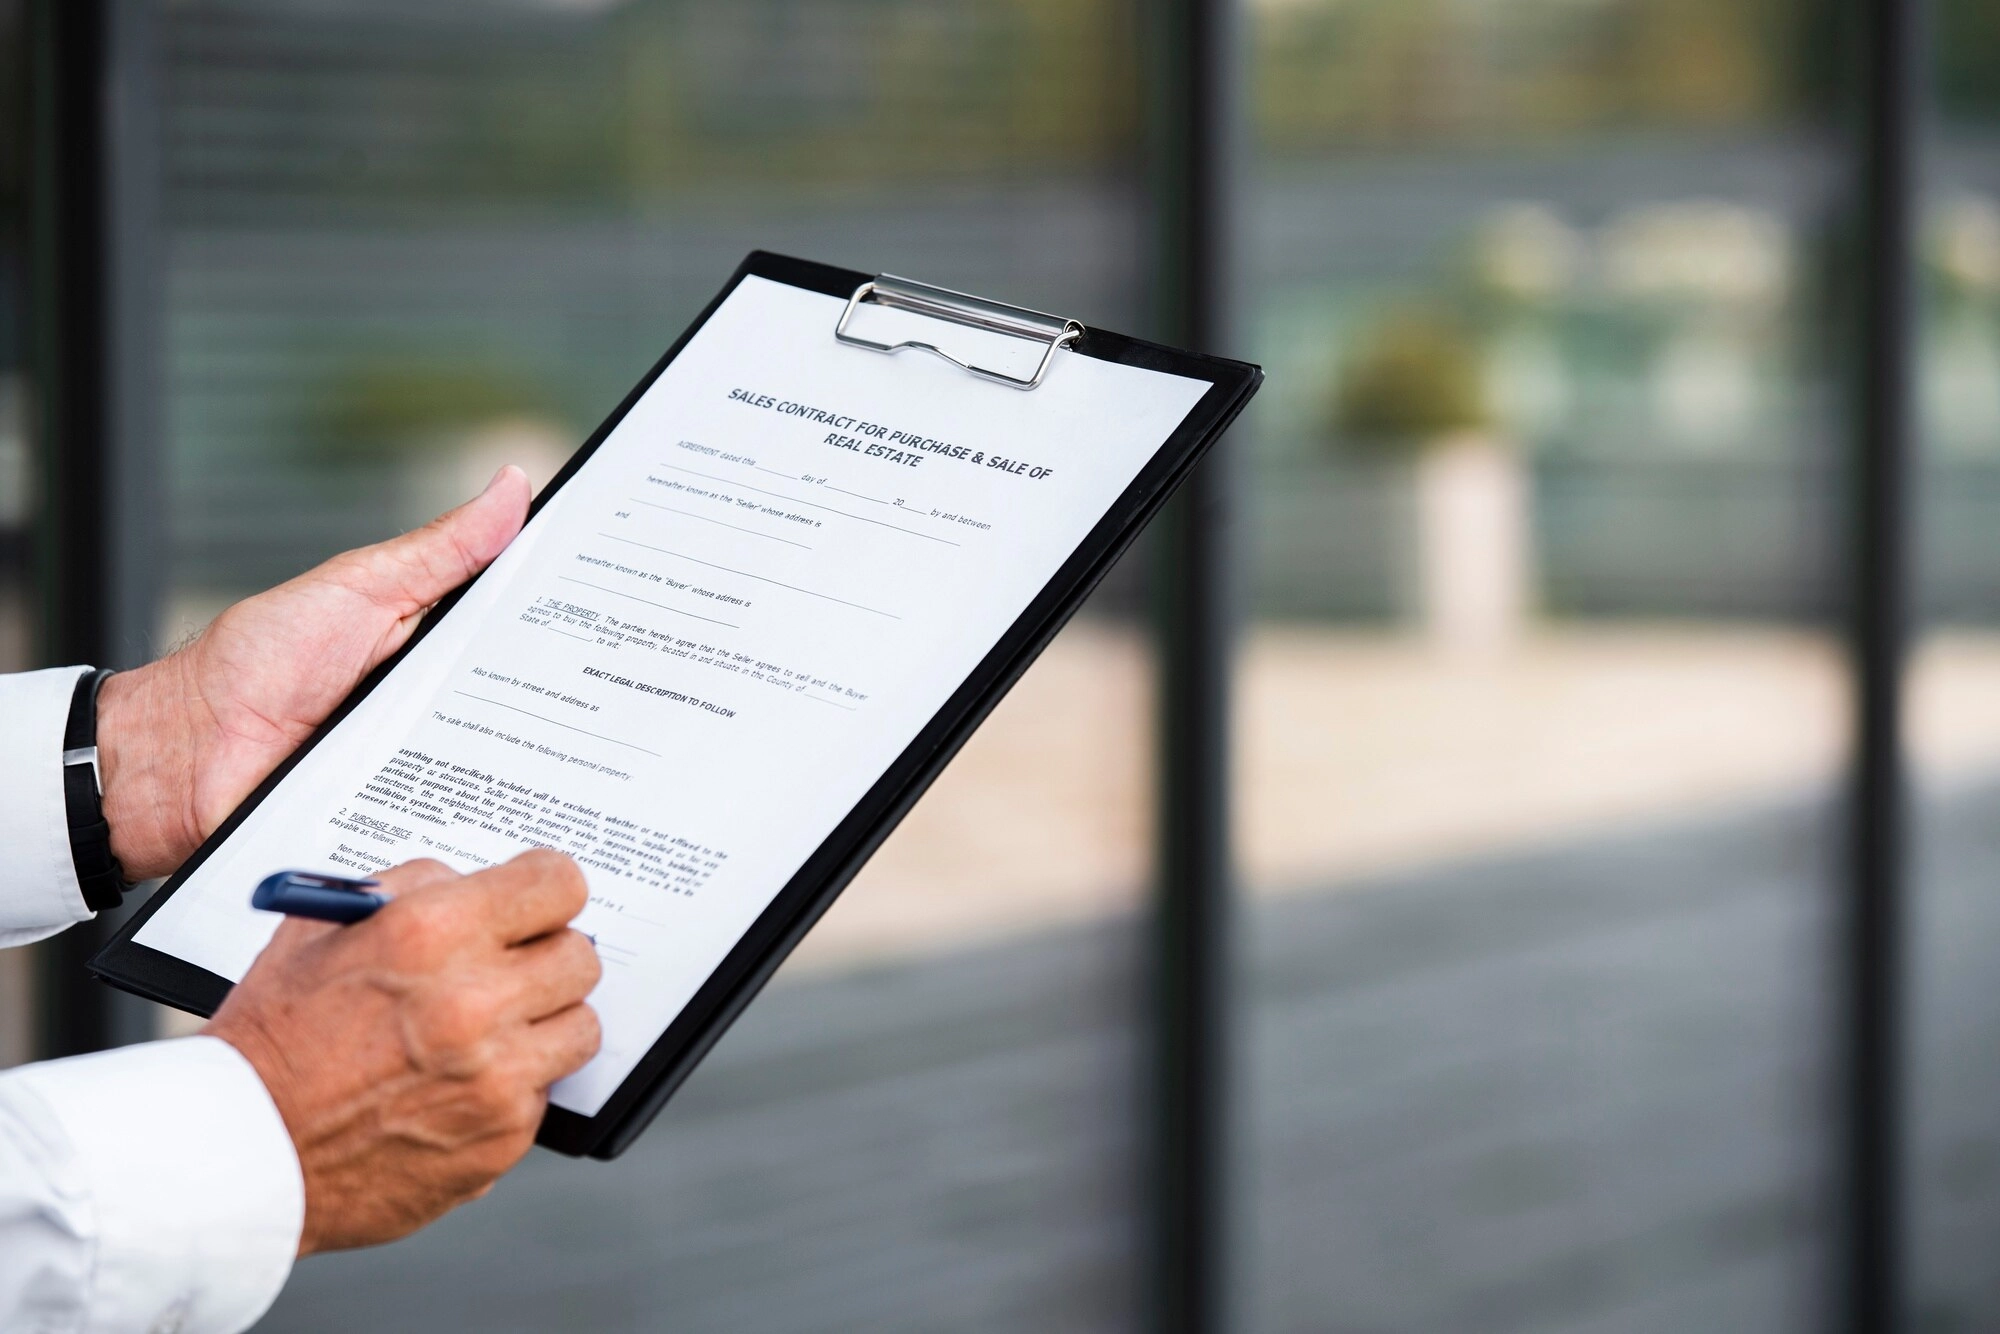 SALES CONTRACT FOR PURCHASE & SALE OF
REAL ESTATE
AGREEMENT dated this ______ day of ________ 20____ by and between
hereinafter known as the "Seller" whose address is
and
hereinafter known as the "Buyer" whose address is
1. THE PROPERTY. The parties hereby agree that the Seller agrees to sell and the Buyer
agrees to buy the following property, located in and situate in the County of ______
State of ______, to wit:
EXACT LEGAL DESCRIPTION TO FOLLOW
Also known by street and address as
The sale shall also include the following personal property:
anything not specifically included will be excluded, whether or not affixed to the
property or structures. Seller makes no warranties, express, implied or for use
particular purpose about the property, property value, improvements, building or
structures, the neighborhood, the appliances, roof, plumbing, heating and/or
ventilation systems. Buyer takes the property and everything in or on it in its
present 'as is' condition."
2. PURCHASE PRICE. The total purchase will be $
payable as follows:
Non-refundable
Balance due